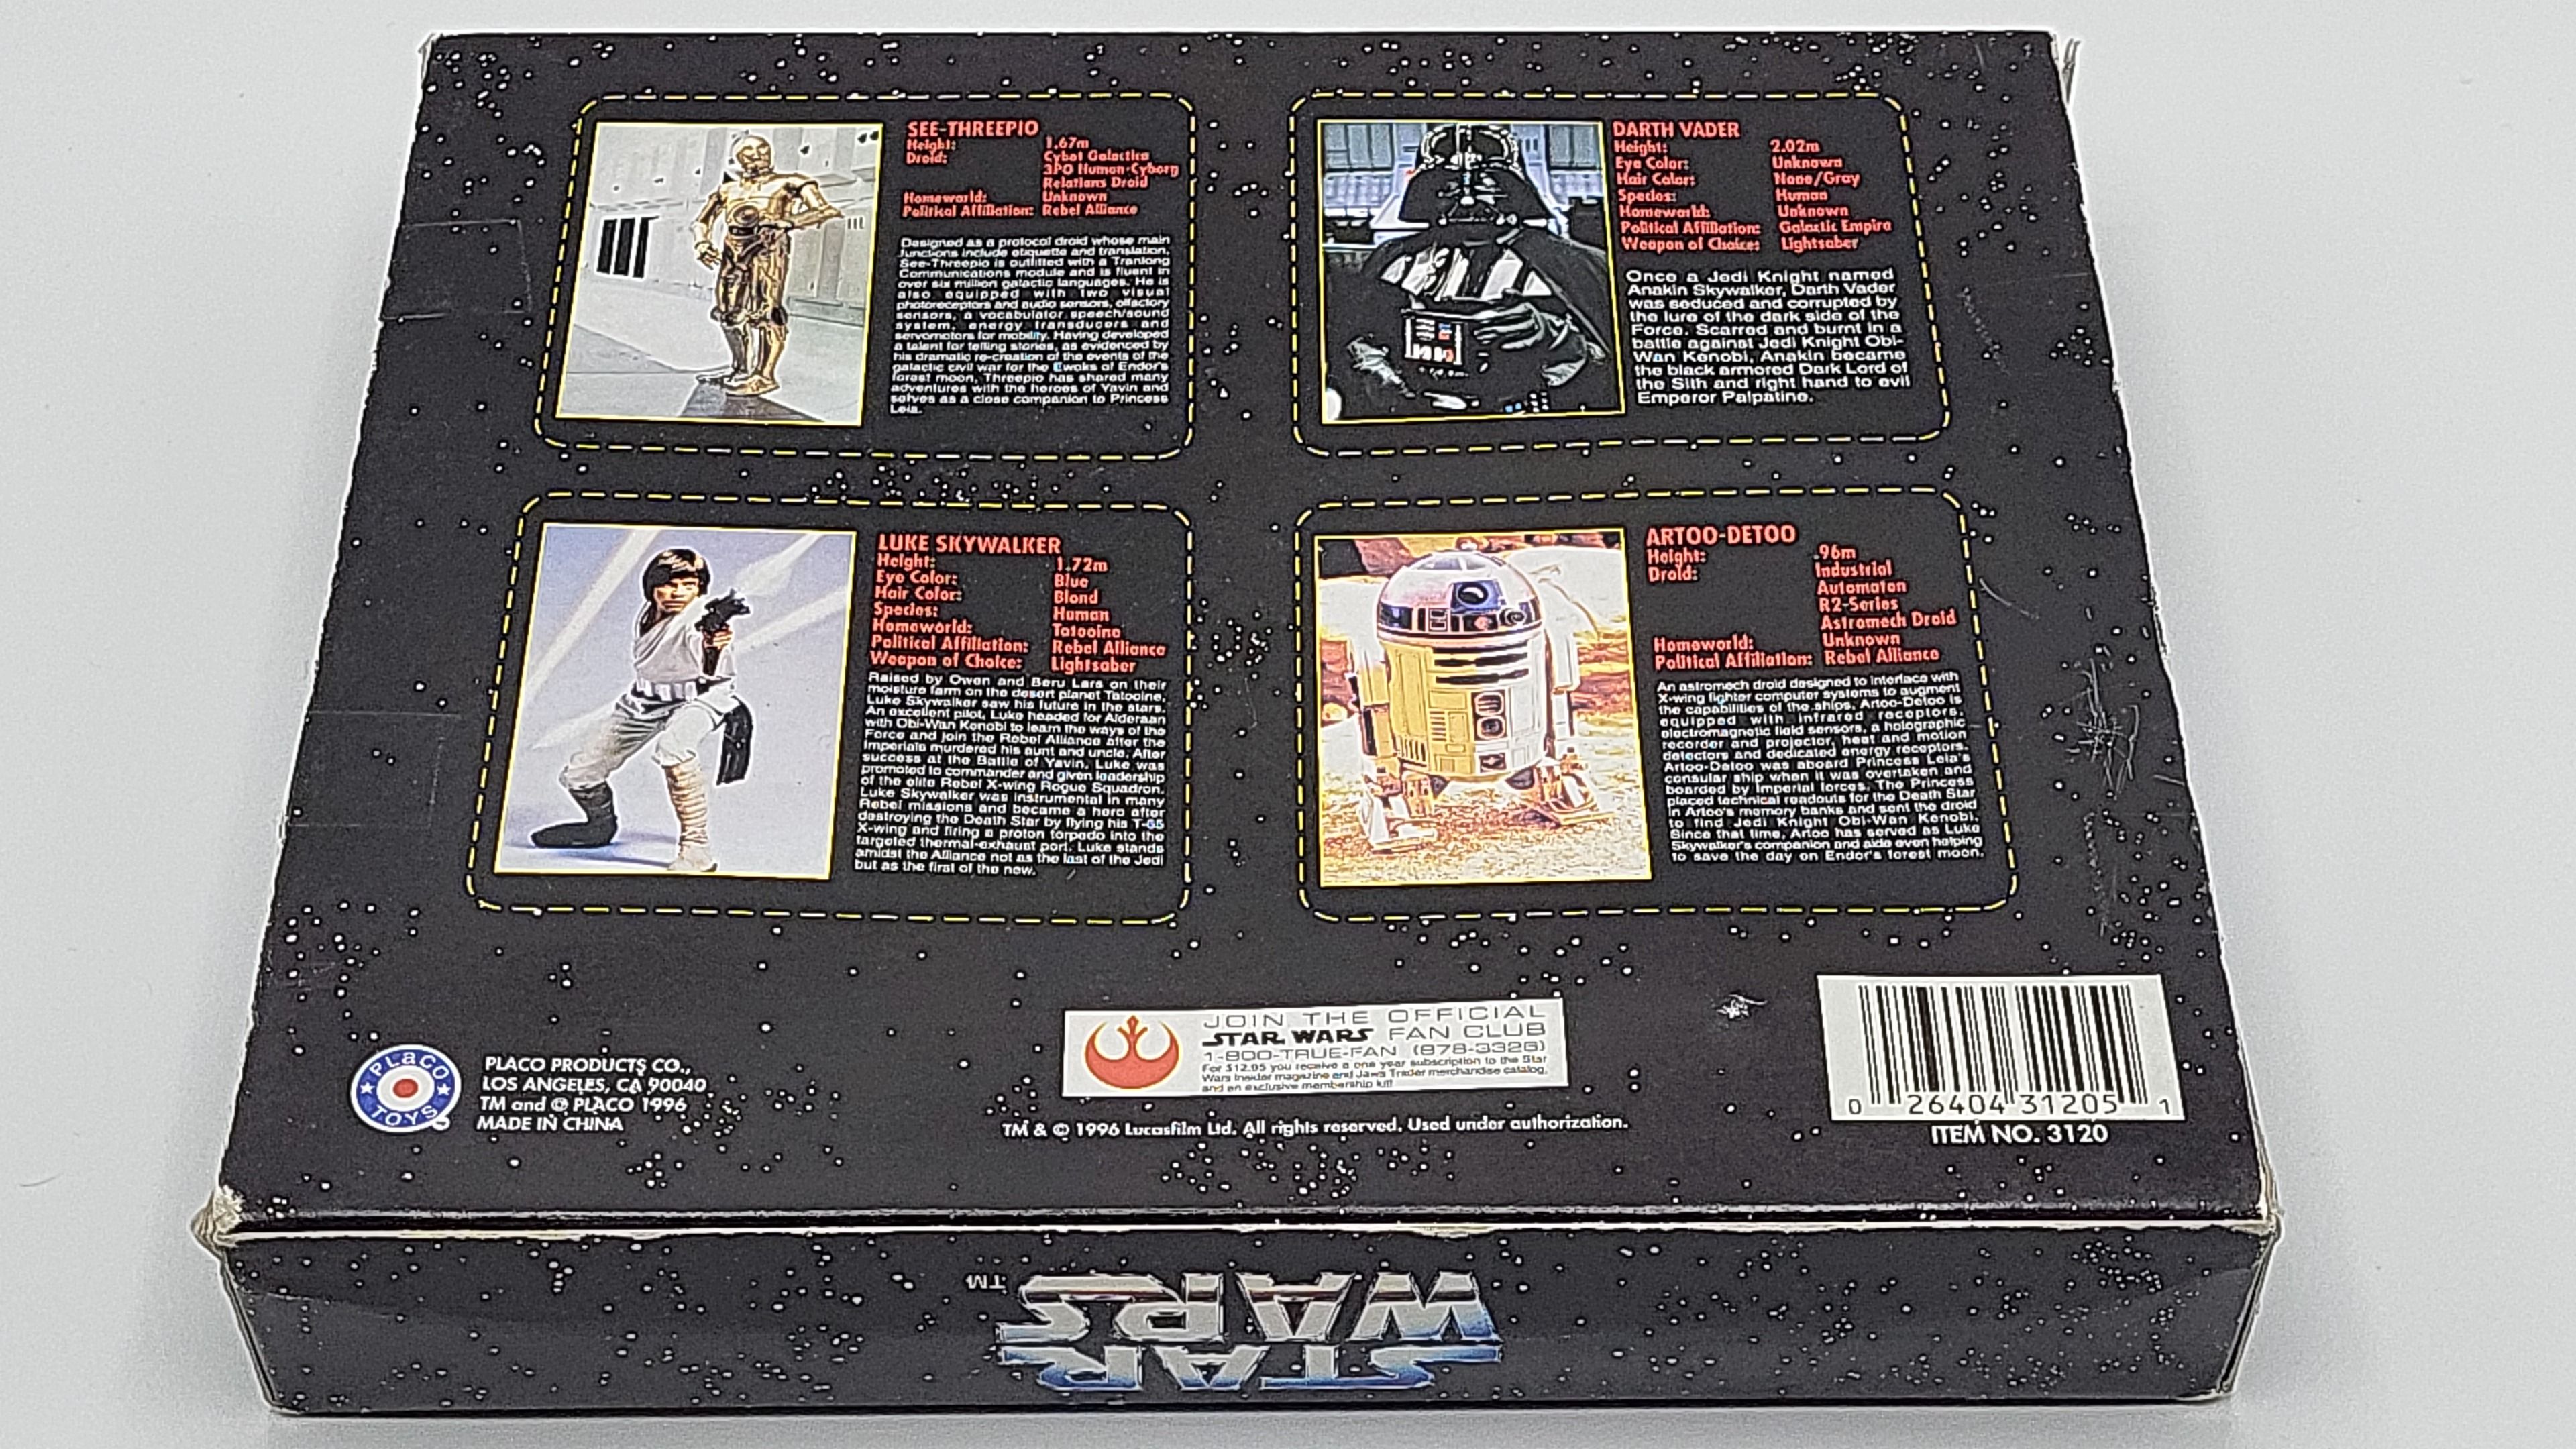 SEE-THREEPIO
Height: 1.67m
Droid: Cybot Galactica
3PO Human-Cyborg
Relations Droid
Homeworld: Unknown
Political Affiliation: Rebel Alliance
Designed as a protocol droid whose main
functions include etiquette and translation,
See-Threepio is outfitted with a Tranlang
Communications module and is fluent in
over six million galactic languages. He is
also equipped with two visual
photoreceptors and audio sensors, olfactory
sensors, a vocabulator speech/sound
system, energy transducers and
servomotors for mobility. Having developed
a talent for telling stories, as evidenced by
his dramatic re-creation of the events of the
galactic civil war for the Ewoks of Endor's
forest moon, Threepio has shared many
adventures with the heroes of Yavin and
serves as a close companion to Princess
Leia.
DARTH VADER
Height: 2.02m
Eye Color: Unknown
Hair Color: None/Gray
Species: Human
Homeworld: Unknown
Political Affiliation: Galactic Empire
Weapon of Choice: Lightsaber
Once a Jedi Knight named
Anakin Skywalker, Darth Vader
was seduced and corrupted by
the lure of the dark side of the
Force. Scarred and burnt in a
battle against Jedi Knight Obi-
Wan Kenobi, Anakin became
the black armored Dark Lord of
the Sith and right hand to evil
Emperor Palpatine.
LUKE SKYWALKER
Height: 1.72m
Eye Color: Blue
Hair Color: Blond
Species: Human
Homeworld: Tatooine
Political Affiliation: Rebel Alliance
Weapon of Choice: Lightsaber
Raised by Owen and Beru Lars on their
moisture farm on the desert planet Tatooine,
Luke Skywalker saw his future in the stars.
An excellent pilot, Luke headed for Alderaan
with Obi-Wan Kenobi to learn the ways of the
Force and join the Rebel Alliance after the
Imperials murdered his aunt and uncle. After
success at the Battle of Yavin, Luke was
promoted to commander and given leadership
of the elite Rebel X-wing Rogue Squadron.
Luke Skywalker was instrumental in many
Rebel missions and became a hero after
destroying the Death Star by flying his T-65
X-wing and firing a proton torpedo into the
targeted thermal-exhaust port. Luke stands
amidst the Alliance not as the last of the Jedi
but as the first of the new.
ARTOO-DETOO
Height: .96m
Droid: Industrial
Automaton
R2-Series
Astromech Droid
Homeworld: Unknown
Political Affiliation: Rebel Alliance
An astromech droid designed to interface with
X-wing fighter computer systems to augment
the capabilities of the ships, Artoo-Detoo is
equipped with infrared receptors,
electromagnetic field sensors, a holographic
recorder and projector, heat and motion
detectors and dedicated energy receptors.
Artoo-Detoo was aboard Princess Leia's
consular ship when it was overtaken and
boarded by Imperial forces. The Princess
placed technical readouts for the Death Star
in Artoo's memory banks and sent the droid
to find Jedi Knight Obi-Wan Kenobi.
Since that time, Artoo has served as Luke
Skywalker's companion and aide even helping
to save the day on Endor's forest moon.
PLACO
TOYS
PLACO PRODUCTS CO.,
LOS ANGELES, CA 90040
TM and © PLACO 1996
MADE IN CHINA
JOIN THE OFFICIAL
STAR WARS FAN CLUB
1-800-TRUE-FAN (878-3326)
For $12.95 you receive a one year subscription to the Star
Wars Insider magazine and Jawa Trader merchandise catalog,
and an exclusive membership kit!
TM & © 1996 Lucasfilm Ltd. All rights reserved. Used under authorization.
0 26404 31205 1
ITEM NO. 3120
STAR
WARS TM